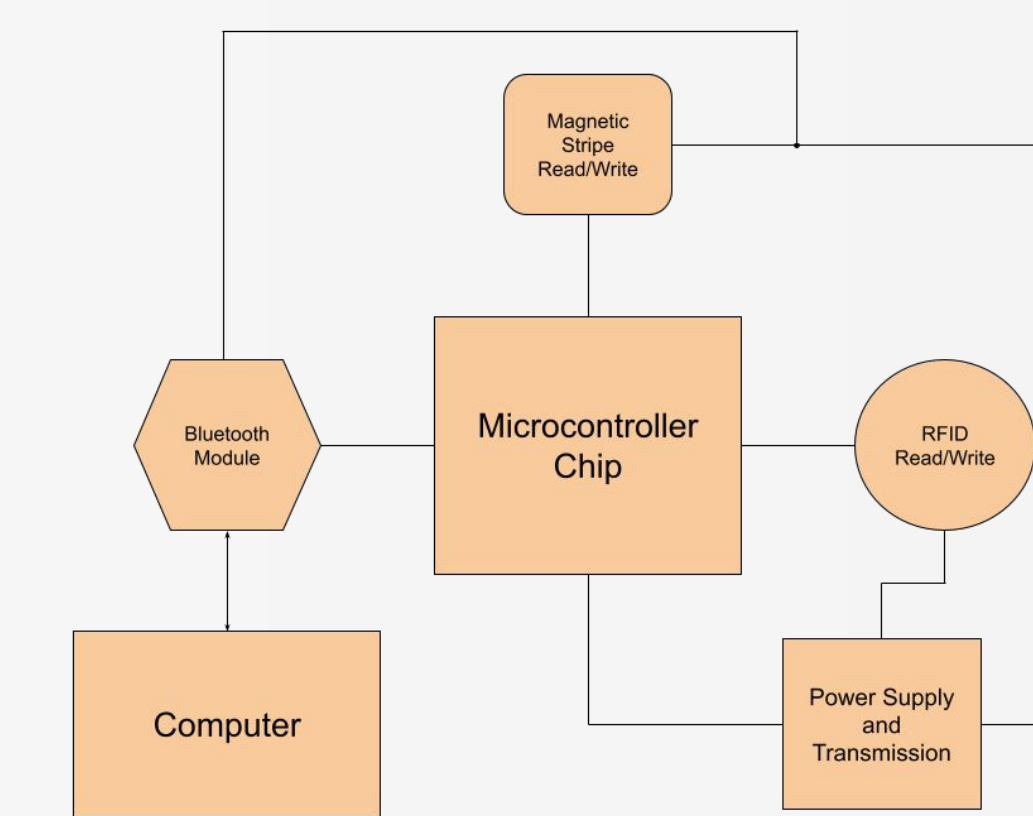 Magnetic
Stripe
Read/Write
Microcontroller
Chip
Bluetooth
Module
RFID
Read/Write
Computer
Power Supply
and
Transmission